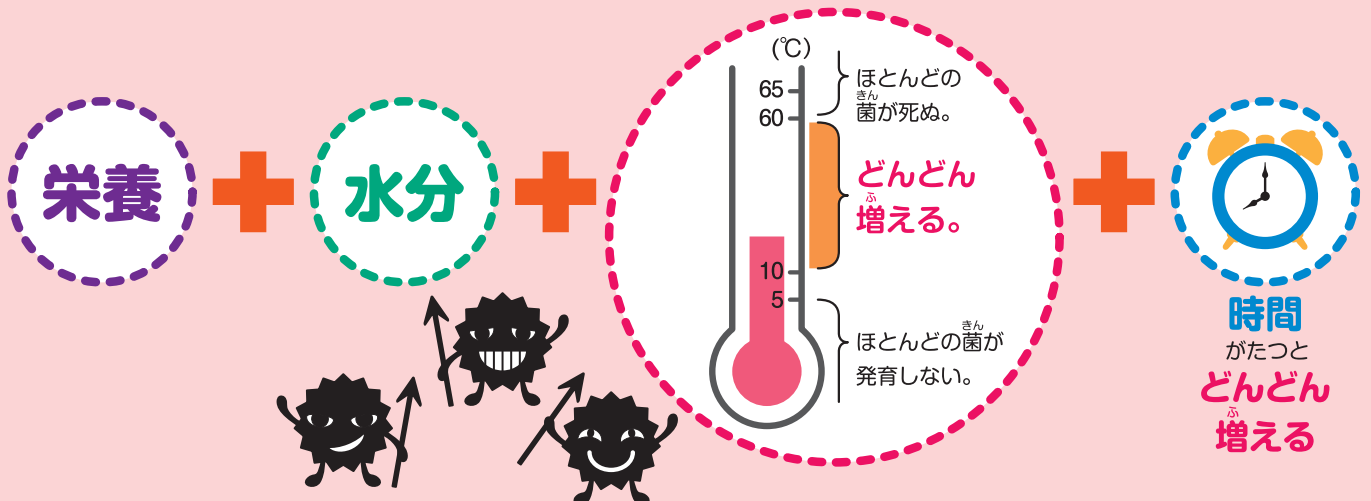 栄養
水分
(℃)
65
60
10
5
ほとんどの
きん
菌が死ぬ。
どんどん
ふ
増える。
ほとんどの菌が
きん
発育しない。
時間
がたつと
どんどん
ふ
増える